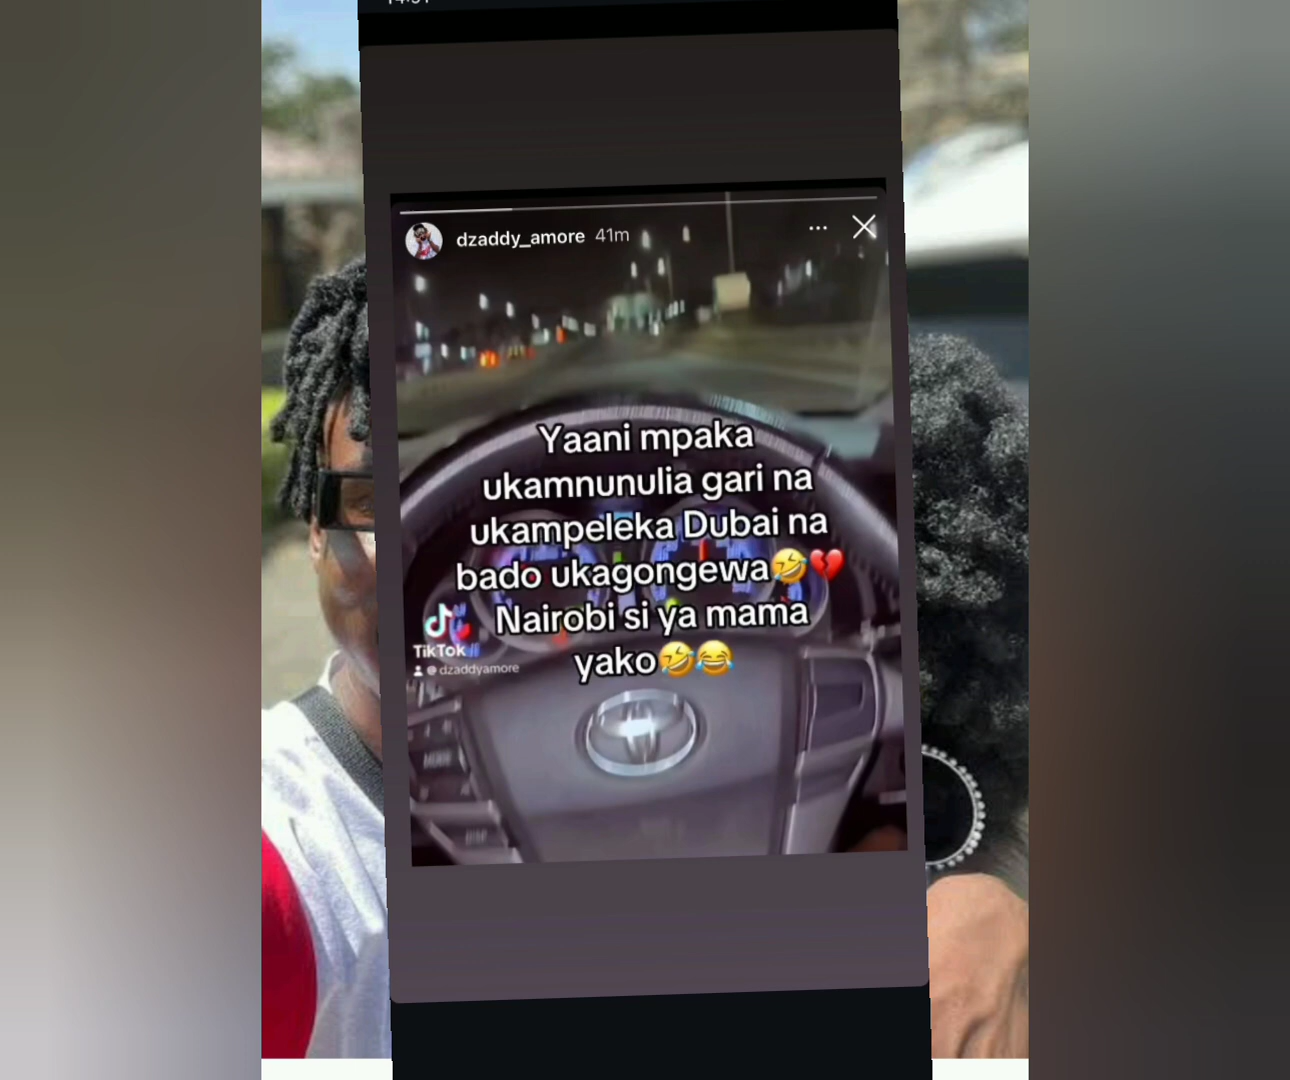 dzaddy_amore 41m
Yaani mpaka
ukamnunulia gari na
ukampeleka Dubai na
bado ukagongewa🤣💔
Nairobi si ya mama
yako🤣😂
TikTok
@ dzaddyamore